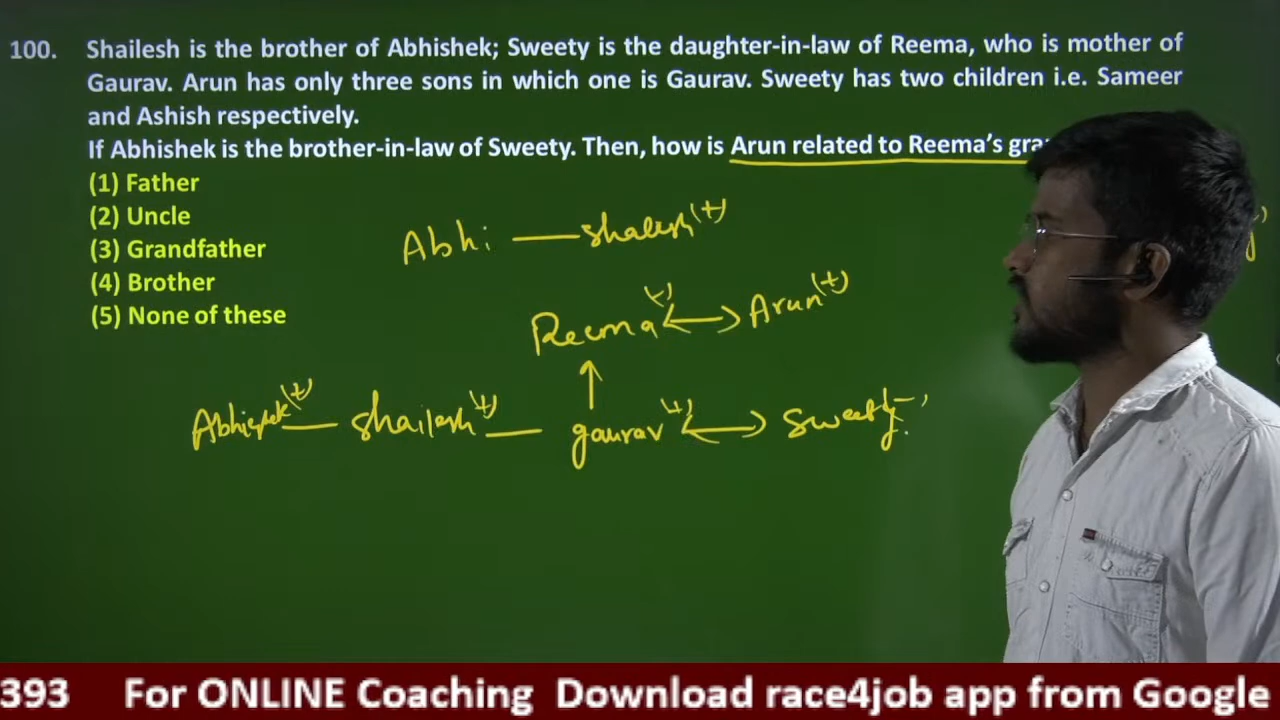 100. Shailesh is the brother of Abhishek; Sweety is the daughter-in-law of Reema, who is mother of
Gaurav. Arun has only three sons in which one is Gaurav. Sweety has two children i.e. Sameer
and Ashish respectively.
If Abhishek is the brother-in-law of Sweety. Then, how is Arun related to Reema's gra
(1) Father
(2) Uncle
(3) Grandfather
(4) Brother
(5) None of these
Abhi — Shalesh (+)
Reema (-) ↔ Arun (+)
Abhishek (+) — Shailesh (+) — gaurav (+) ↔ Sweety (-)
393 For ONLINE Coaching Download race4job app from Google